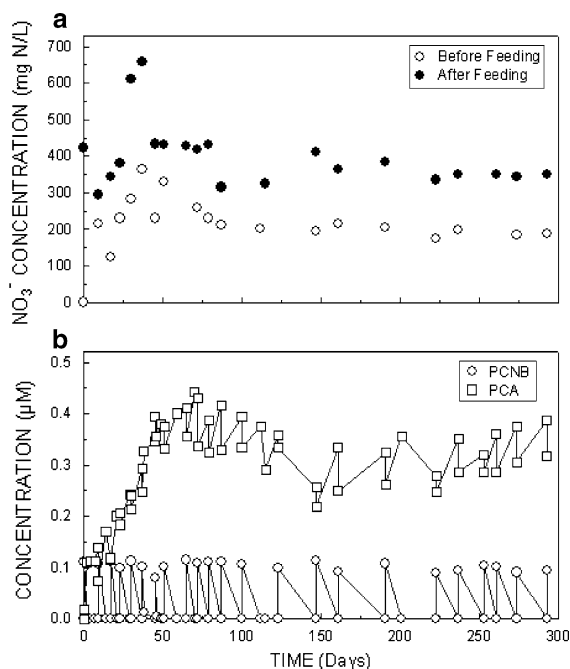 a
NO₃⁻ CONCENTRATION (mg N/L)
700
600
500
400
300
200
100
0
Before Feeding
After Feeding
b
CONCENTRATION (µM)
0.5
0.4
0.3
0.2
0.1
0.0
PCNB
PCA
0 50 100 150 200 250 300
TIME (Days)